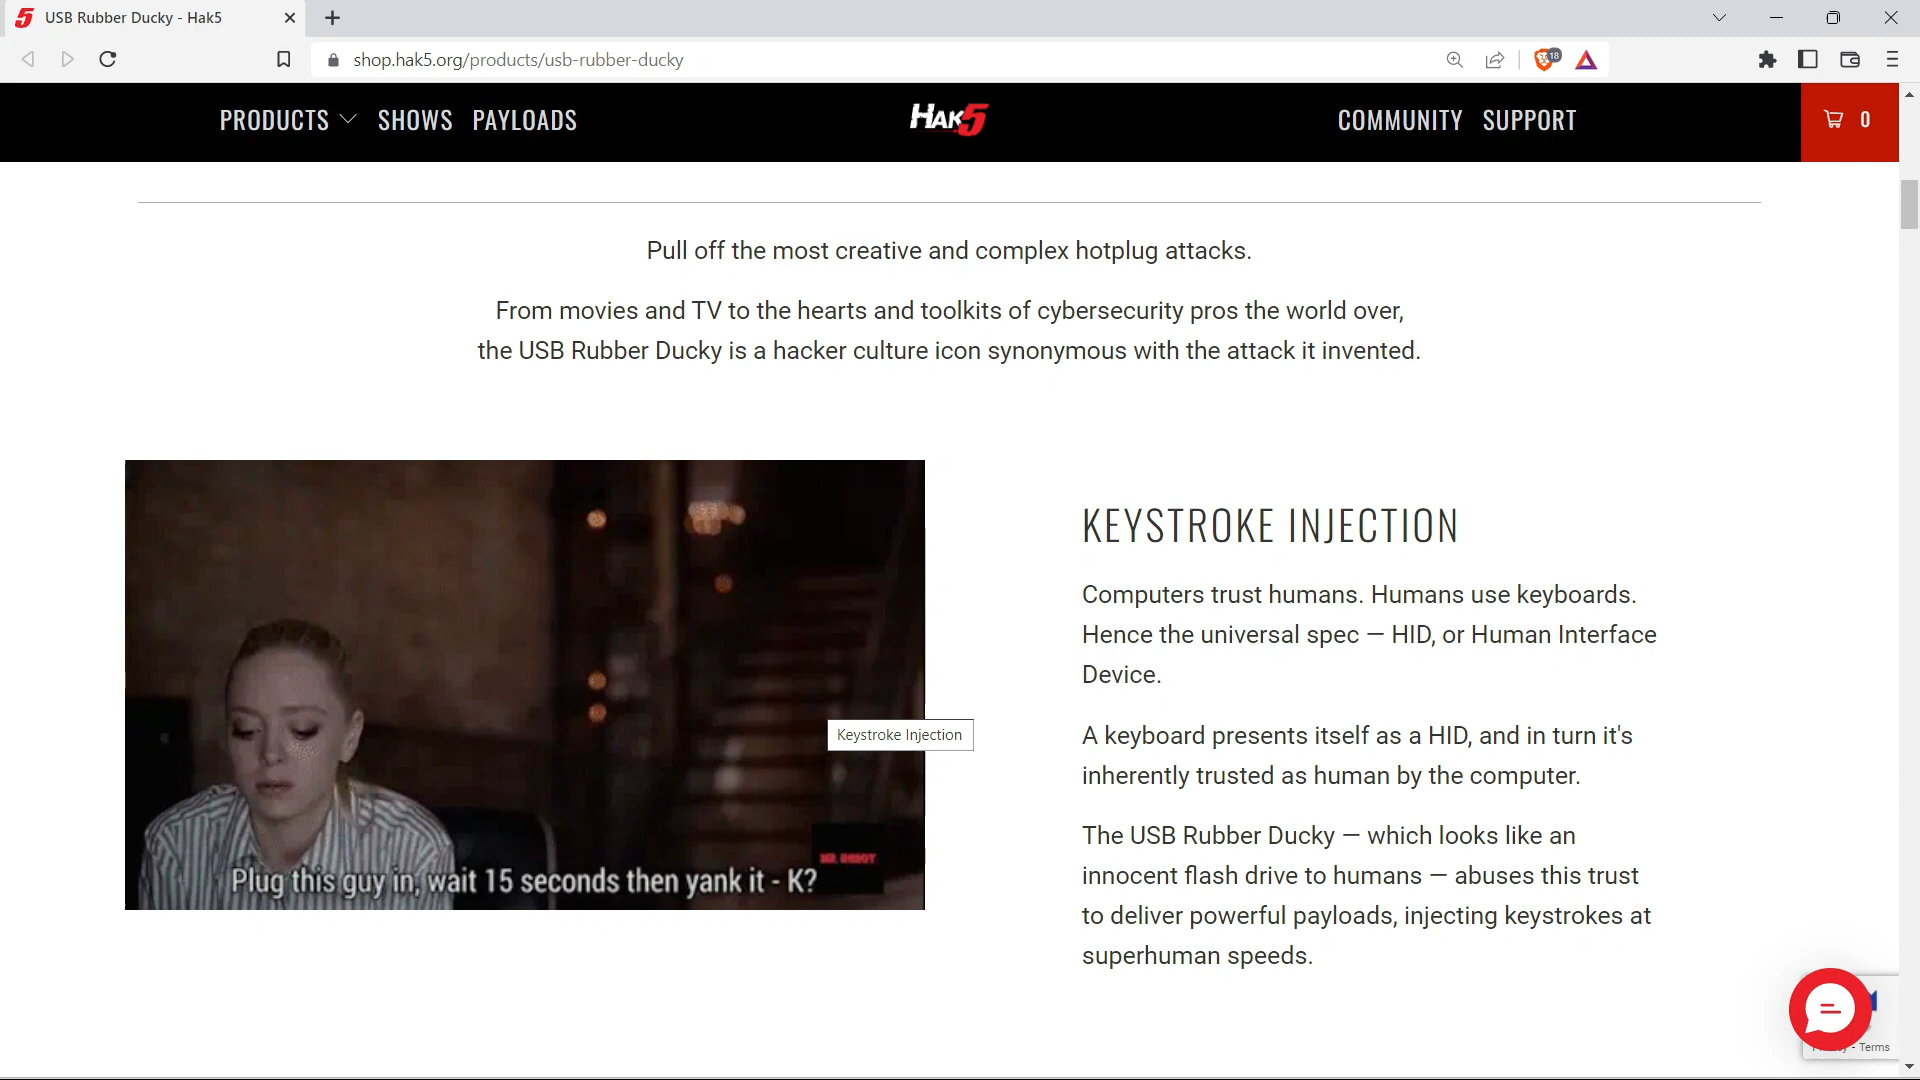 USB Rubber Ducky - Hak5
shop.hak5.org/products/usb-rubber-ducky
18
PRODUCTS SHOWS PAYLOADS
HAK5
COMMUNITY SUPPORT
0
Pull off the most creative and complex hotplug attacks.
From movies and TV to the hearts and toolkits of cybersecurity pros the world over,
the USB Rubber Ducky is a hacker culture icon synonymous with the attack it invented.
KEYSTROKE INJECTION
Computers trust humans. Humans use keyboards.
Hence the universal spec — HID, or Human Interface
Device.
A keyboard presents itself as a HID, and in turn it's
inherently trusted as human by the computer.
The USB Rubber Ducky — which looks like an
innocent flash drive to humans — abuses this trust
to deliver powerful payloads, injecting keystrokes at
superhuman speeds.
Keystroke Injection
MR. ROBOT
Plug this guy in, wait 15 seconds then yank it - K?
- Terms